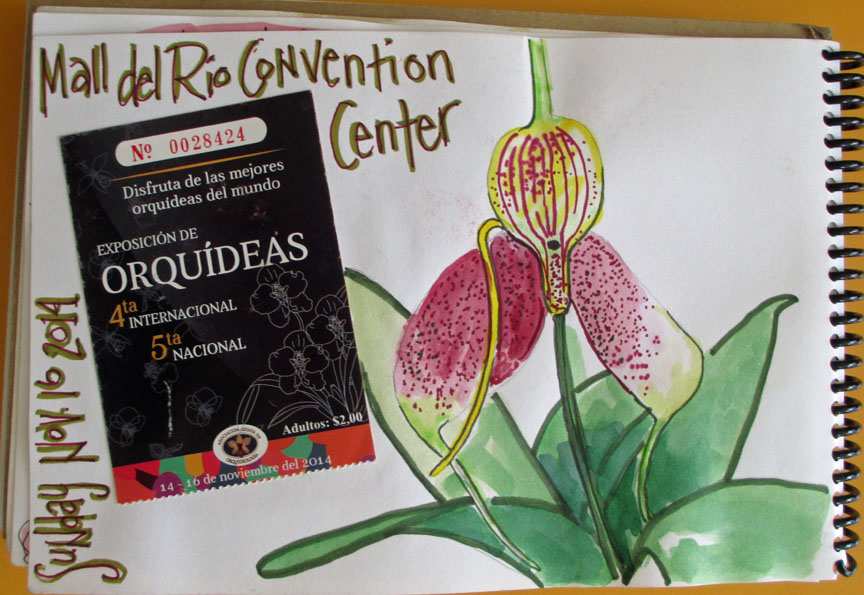 Mall del Río Convention
Center
Nº 0028424
Disfruta de las mejores
orquídeas del mundo
EXPOSICIÓN DE
ORQUÍDEAS
4ta INTERNACIONAL
5ta NACIONAL
Adultos: $2,00
14 - 16 de noviembre del 2014
Sunday Nov. 16 2014